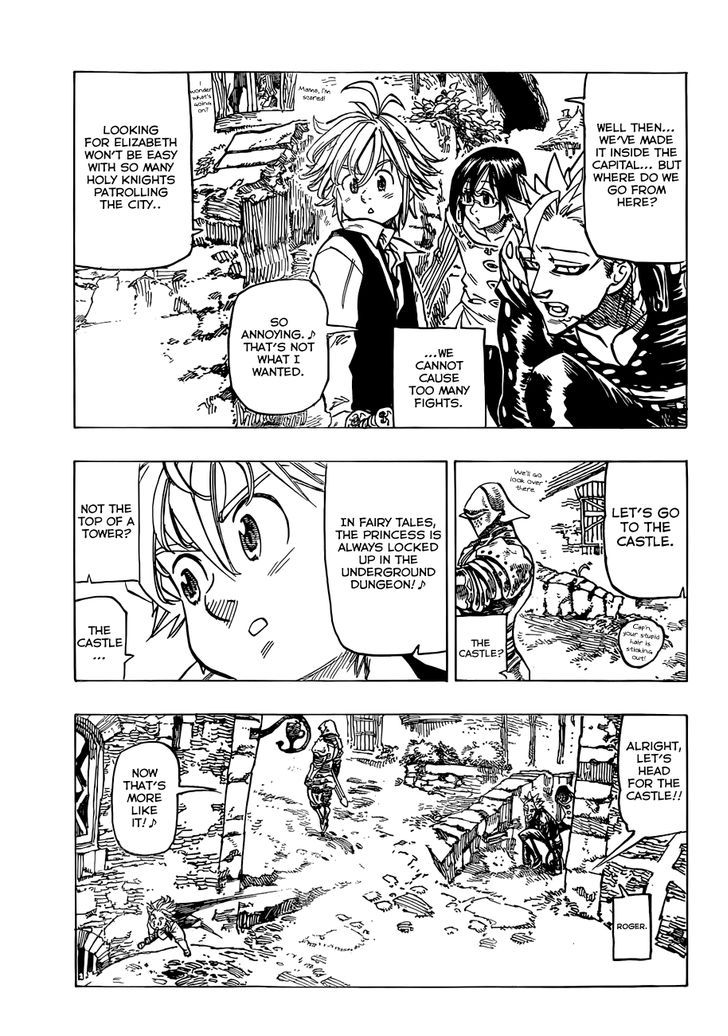 WELL THEN...
WE'VE MADE
IT INSIDE THE
CAPITAL... BUT
WHERE DO WE
GO FROM
HERE?
Mama, I'm
scared!
I
wonder
what's
going
on?
LOOKING
FOR ELIZABETH
WON'T BE EASY
WITH SO MANY
HOLY KNIGHTS
PATROLLING
THE CITY..
...WE
CANNOT
CAUSE
TOO MANY
FIGHTS.
SO
ANNOYING.♪
THAT'S NOT
WHAT I
WANTED.
LET'S GO
TO THE
CASTLE.
We'll go
look over
there
Cap'n,
your stupid
hair is
sticking
out!
THE
CASTLE?
IN FAIRY TALES,
THE PRINCESS IS
ALWAYS LOCKED
UP IN THE
UNDERGROUND
DUNGEON!♪
NOT THE
TOP OF A
TOWER?
THE
CASTLE
...
ALRIGHT,
LET'S
HEAD
FOR THE
CASTLE!!
ROGER.
NOW
THAT'S
MORE
LIKE
IT!♪